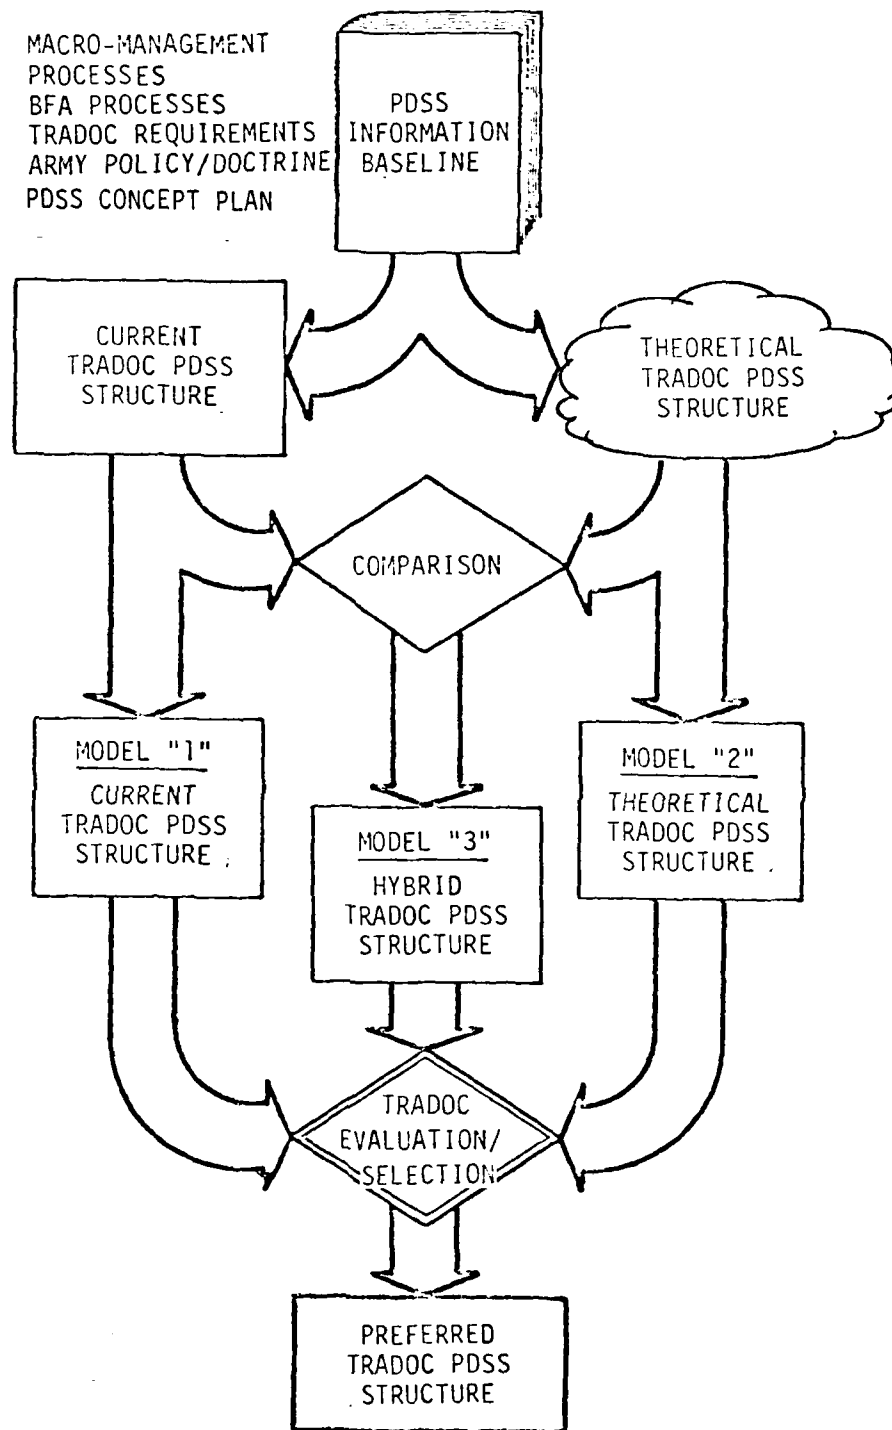 MACRO-MANAGEMENT
PROCESSES
BFA PROCESSES
TRADOC REQUIREMENTS
ARMY POLICY/DOCTRINE
PDSS CONCEPT PLAN
PDSS
INFORMATION
BASELINE
CURRENT
TRADOC PDSS
STRUCTURE
THEORETICAL
TRADOC PDSS
STRUCTURE
COMPARISON
MODEL "1"
CURRENT
TRADOC PDSS
STRUCTURE
MODEL "2"
THEORETICAL
TRADOC PDSS
STRUCTURE
MODEL "3"
HYBRID
TRADOC PDSS
STRUCTURE
TRADOC
EVALUATION/
SELECTION
PREFERRED
TRADOC PDSS
STRUCTURE